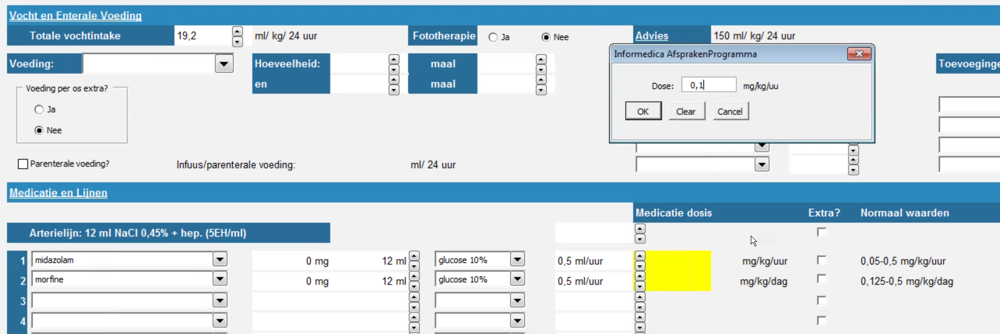 Vocht en Enterale Voeding
Totale vochtintake 19,2 ml/ kg/ 24 uur Fototherapie Ja Nee Advies 150 ml/ kg/ 24 uur
Informedica AfsprakenProgramma
Voeding: Hoeveelheid: maal Toevoeginge
en maal
Dose: 0,1 mg/kg/uu
OK Clear Cancel
Voeding per os extra?
Ja
Nee
Parenterale voeding? Infuus/parenterale voeding: ml/ 24 uur
Medicatie en Lijnen
Medicatie dosis Extra? Normaal waarden
Arterielijn: 12 ml NaCl 0,45% + hep. (5EH/ml)
1 midazolam 0 mg 12 ml glucose 10% 0,5 ml/uur mg/kg/uur 0,05-0,5 mg/kg/uur
2 morfine 0 mg 12 ml glucose 10% 0,5 ml/uur mg/kg/dag 0,125-0,5 mg/kg/dag
3
4